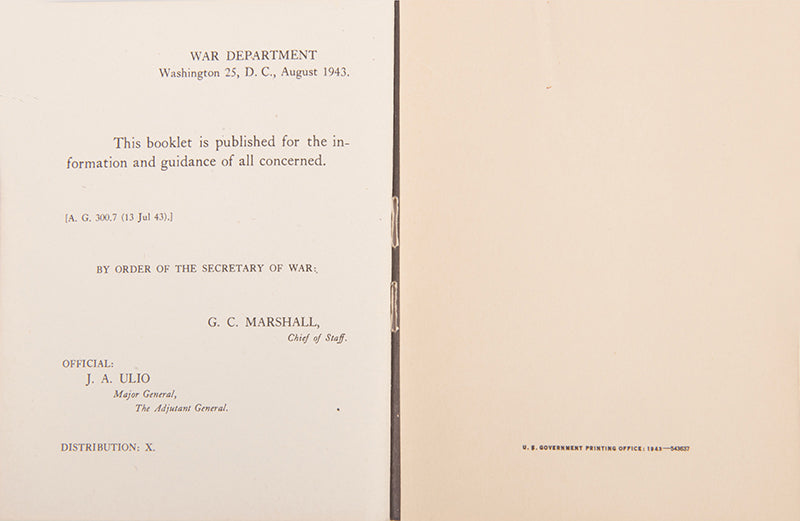 WAR DEPARTMENT
Washington 25, D. C., August 1943.
This booklet is published for the in-
formation and guidance of all concerned.
[A. G. 300.7 (13 Jul 43).]
BY ORDER OF THE SECRETARY OF WAR:
G. C. MARSHALL,
Chief of Staff.
OFFICIAL:
J. A. ULIO
Major General,
The Adjutant General.
DISTRIBUTION: X.
U. S. GOVERNMENT PRINTING OFFICE: 1943—543637